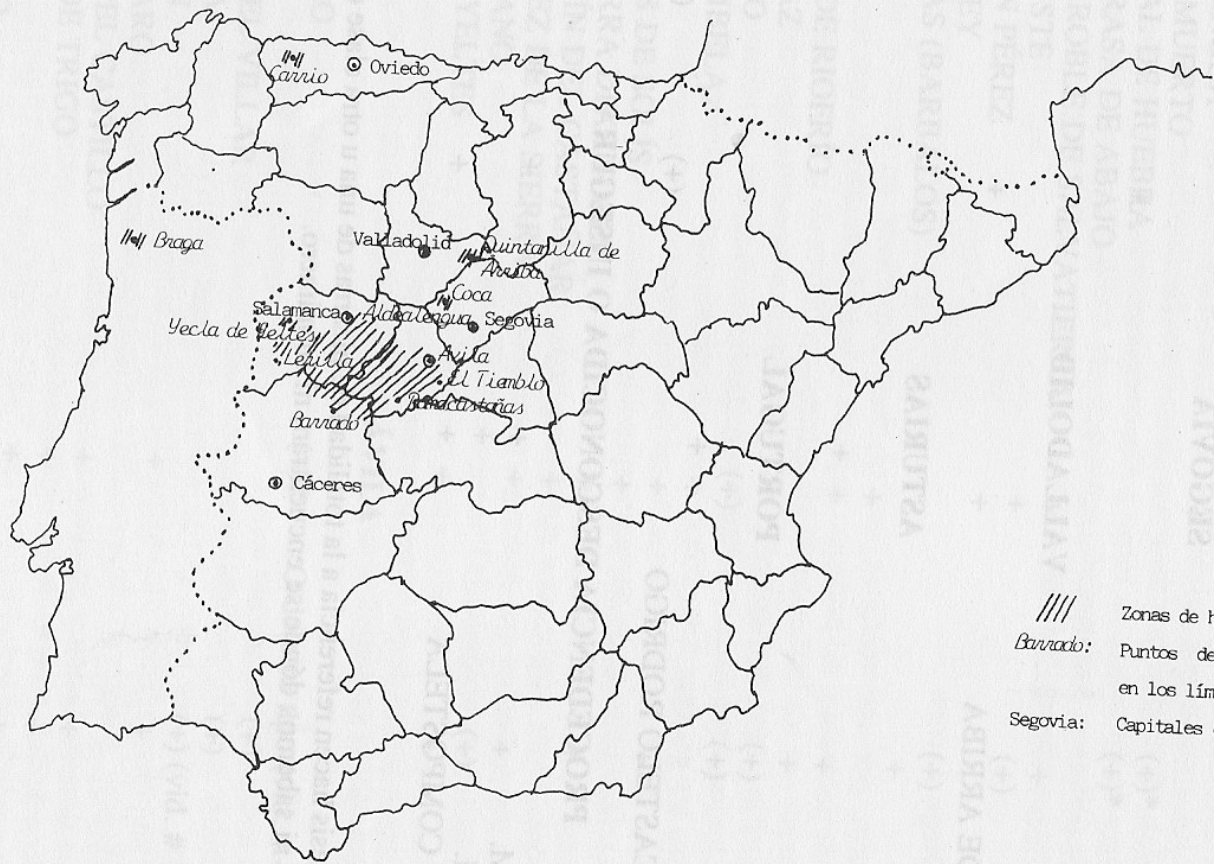 Carrio
Oviedo
Braga
Valladolid
Quintanilla de
Arriba
Coca
Salamanca
Aldealengua
Segovia
Yecla de Yeltes
Lerilla
Ávila
El Tiemblo
Barrado
Cáceres
Zonas de h
Barrado: Puntos de
en los lím
Segovia: Capitales